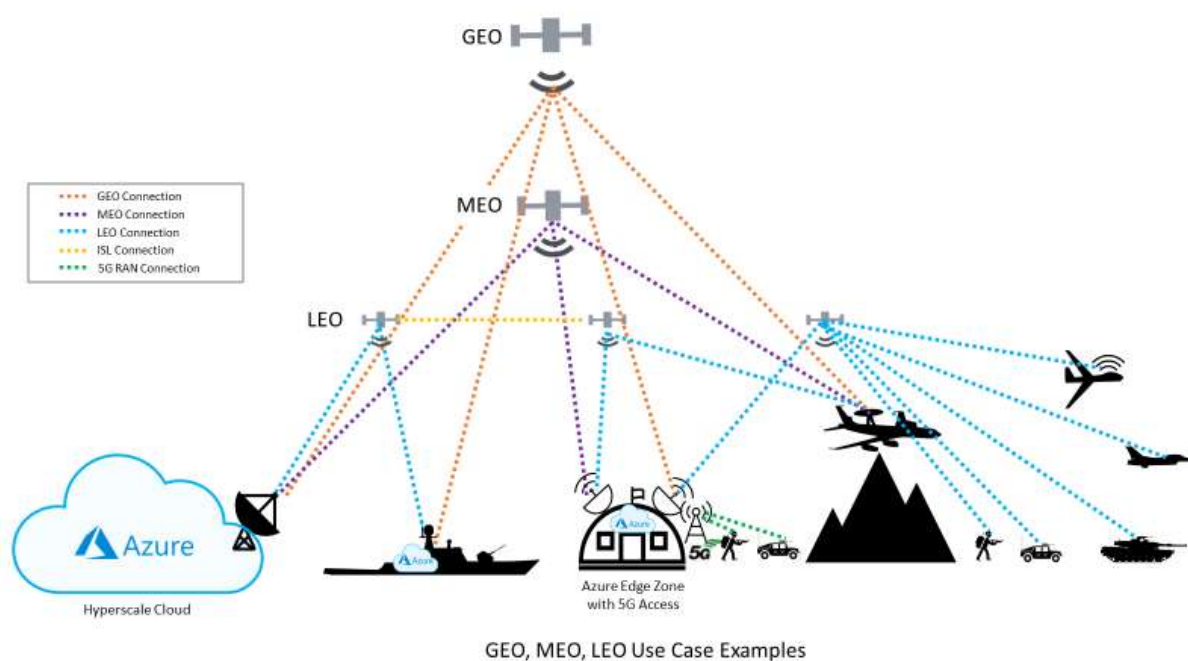 GEO
MEO
GEO Connection
MEO Connection
LEO Connection
ISL Connection
5G RAN Connection
LEO
Azure
Azure
Azure
5G
Hyperscale Cloud
Azure Edge Zone
with 5G Access
GEO, MEO, LEO Use Case Examples